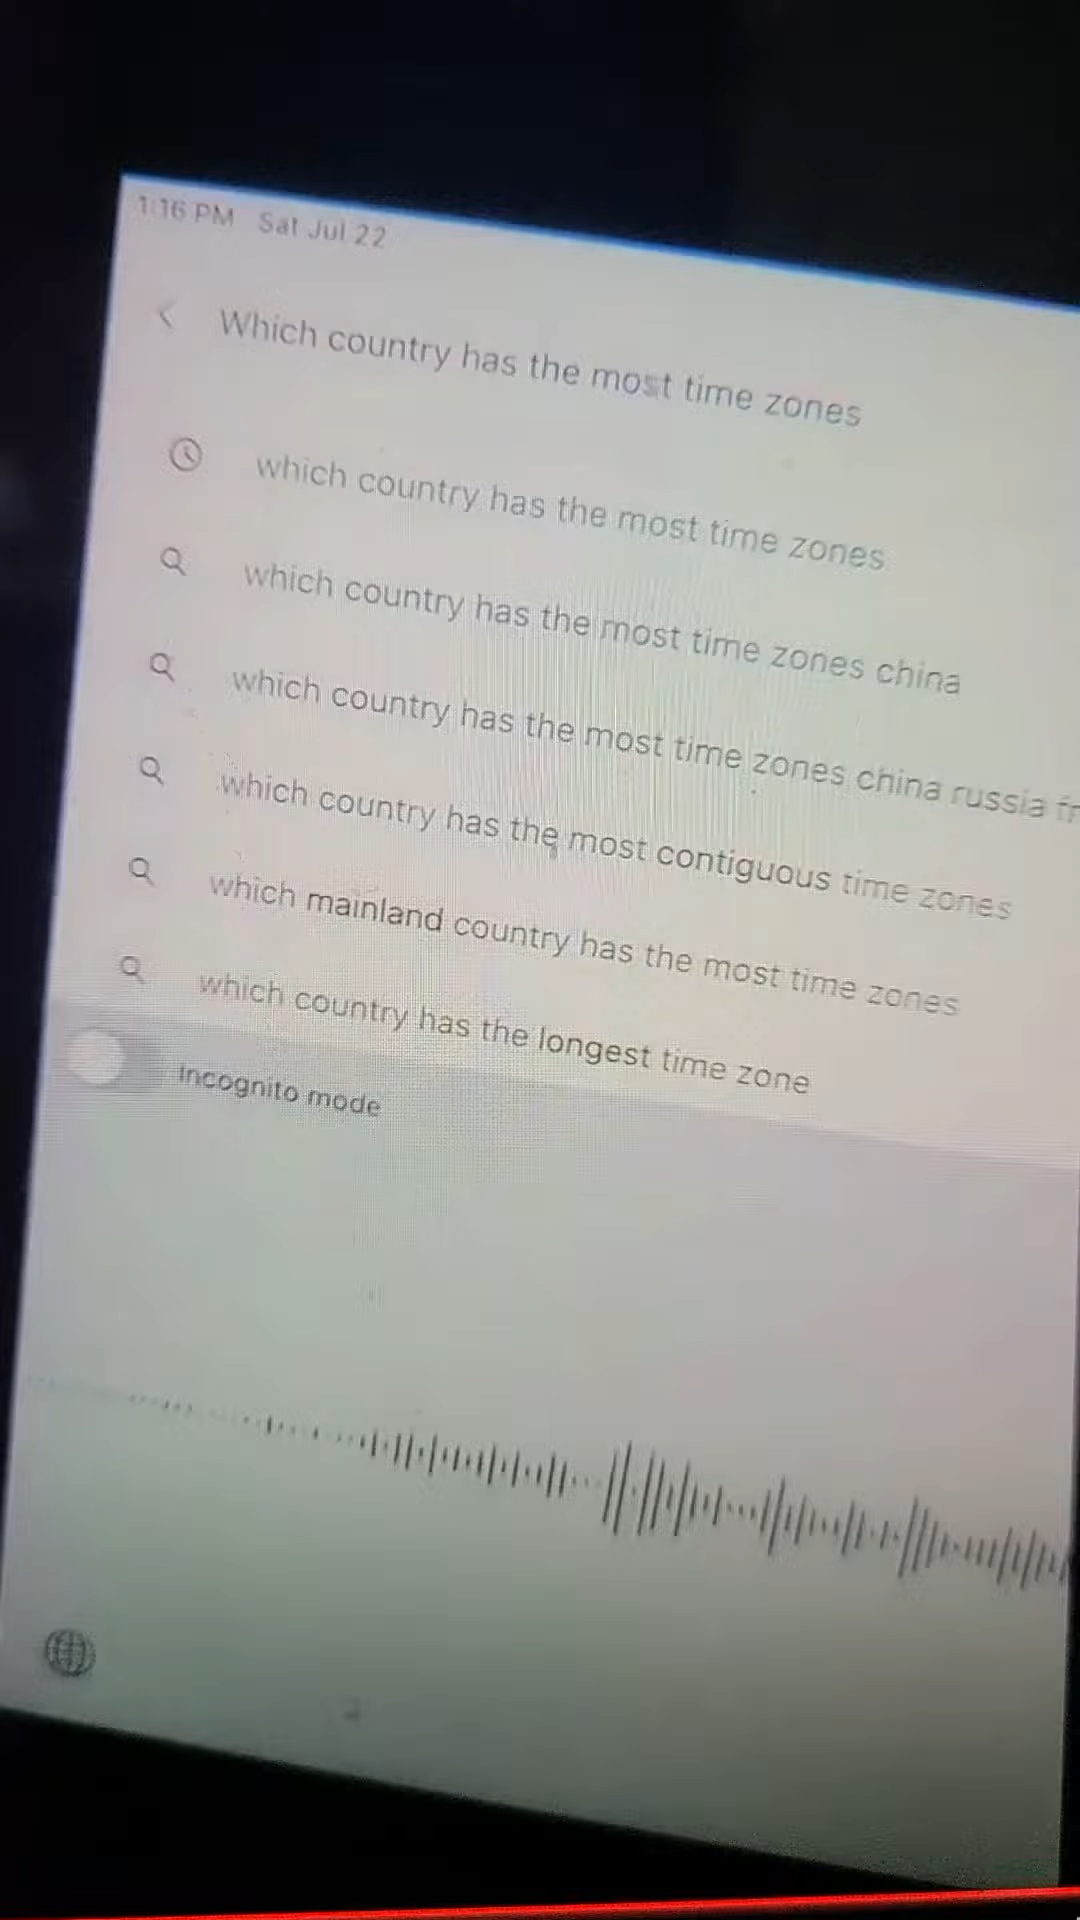 1:16 PM Sat Jul 22
Which country has the most time zones
which country has the most time zones
which country has the most time zones china
which country has the most time zones china russia fr
which country has the most contiguous time zones
which mainland country has the most time zones
which country has the longest time zone
Incognito mode